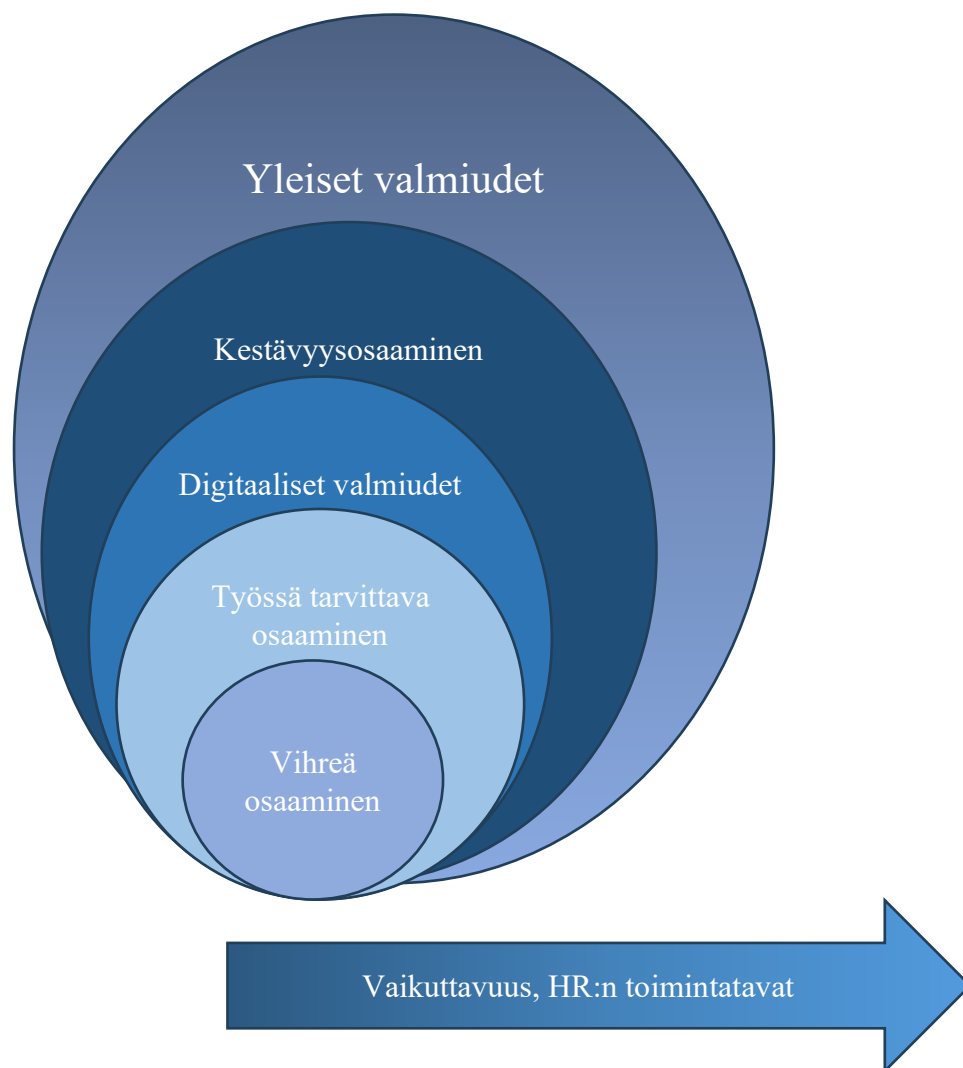 Yleiset valmiudet
Kestävyysosaaminen
Digitaaliset valmiudet
Työssä tarvittava
osaaminen
Vihreä
osaaminen
Vaikuttavuus, HR:n toimintatavat